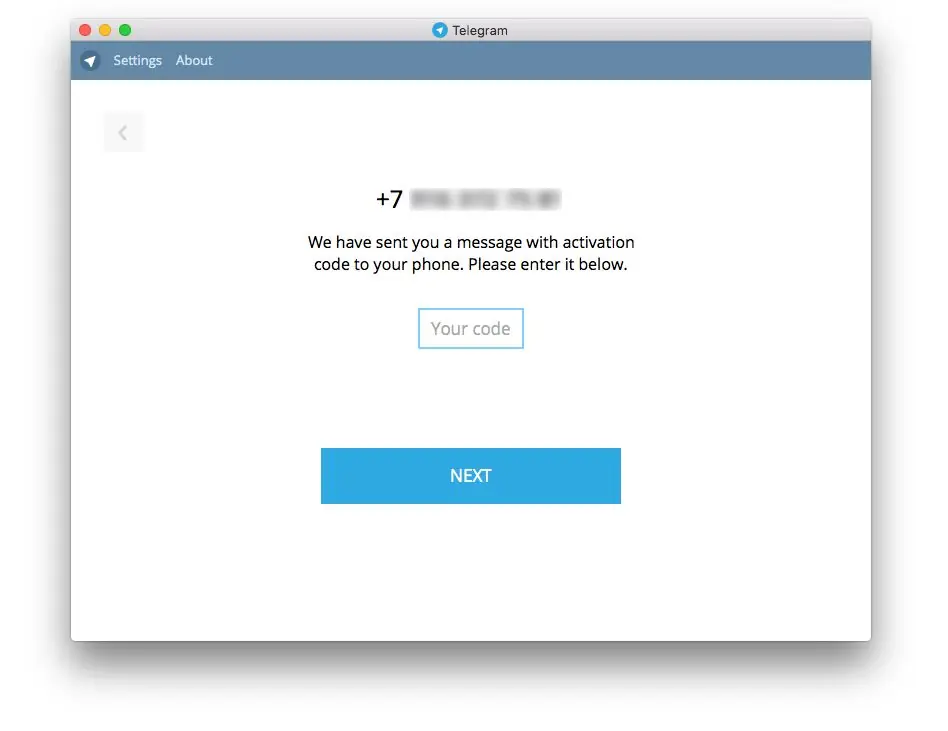 Telegram
Settings About
+7
We have sent you a message with activation
code to your phone. Please enter it below.
Your code
NEXT